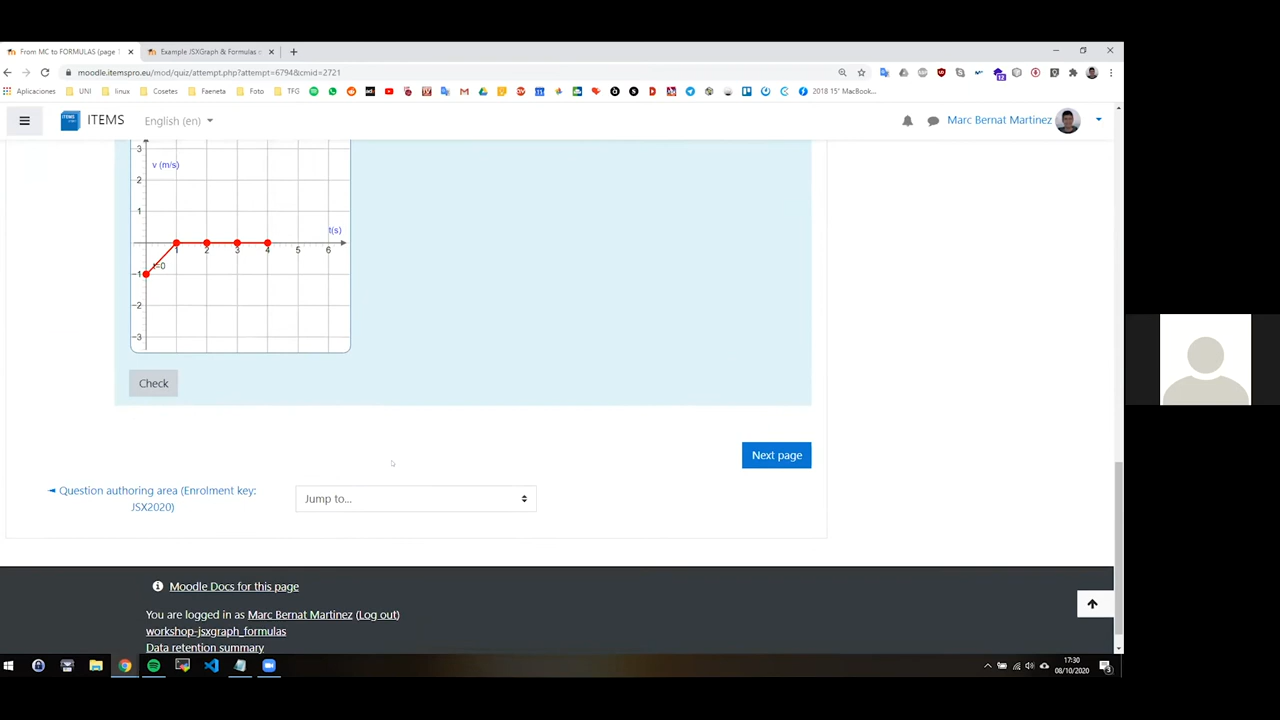 From MC to FORMULAS (page 1
Example JSXGraph & Formulas
moodle.itemspro.eu/mod/quiz/attempt.php?attempt=6794&cmid=2721
Aplicaciones
UNI
linux
Cosetes
Faeneta
Foto
TFG
2018 15" MacBook...
ITEMS
English (en)
Marc Bernat Martinez
3
v (m/s)
2
1
t(s)
1 2 3 4 5 6
t=0
-1
-2
-3
Check
Next page
◄ Question authoring area (Enrolment key:
JSX2020)
Jump to...
Moodle Docs for this page
You are logged in as Marc Bernat Martinez (Log out)
workshop-jsxgraph_formulas
Data retention summary
17:30
08/10/2020
3